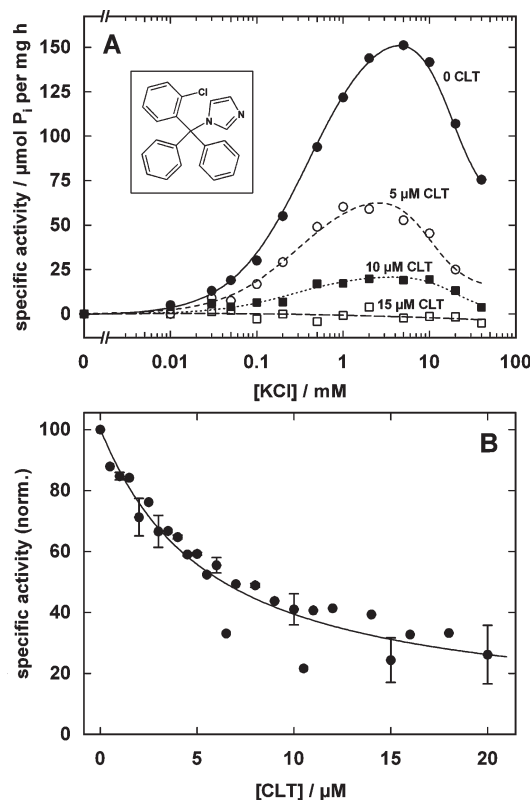 A
specific activity / µmol Pi per mg h
150
125
100
75
50
25
0
Cl
N
N
0 CLT
5 µM CLT
10 µM CLT
15 µM CLT
0
0.01
0.1
1
10
100
[KCl] / mM
B
specific activity (norm.)
100
80
60
40
20
0
0
5
10
15
20
[CLT] / µM